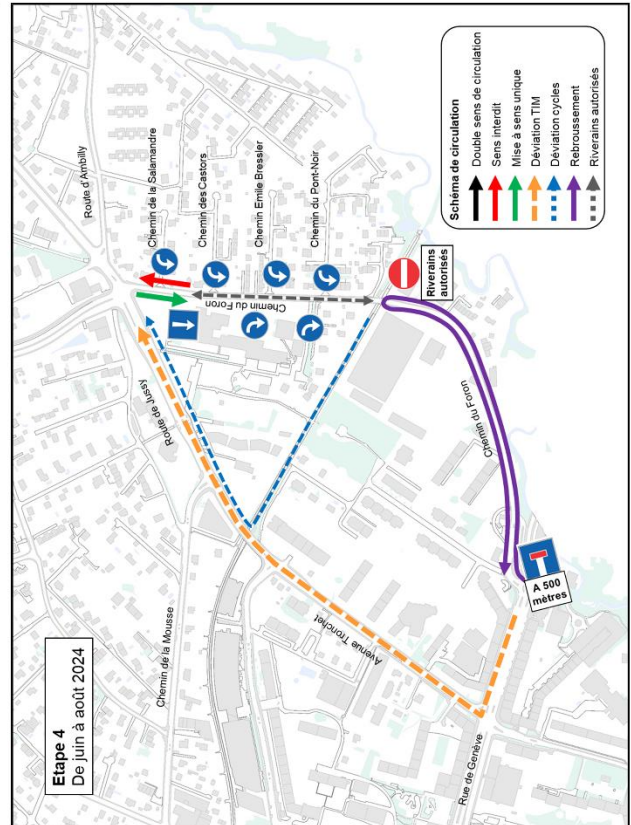 Etape 4
De juin à août 2024
Schéma de circulation
Double sens de circulation
Sens interdit
Mise à sens unique
Déviation TIM
Déviation cycles
Rebroussement
Riverains autorisés
Route d'Ambilly
Chemin de la Salamandre
Chemin des Castors
Chemin Emile Bressler
Chemin du Pont-Noir
Chemin du Foron
Riverains
autorisés
Route de Jussy
Chemin de la Mousse
Avenue Tronchet
Chemin du Foron
A 500
mètres
Rue de Genève